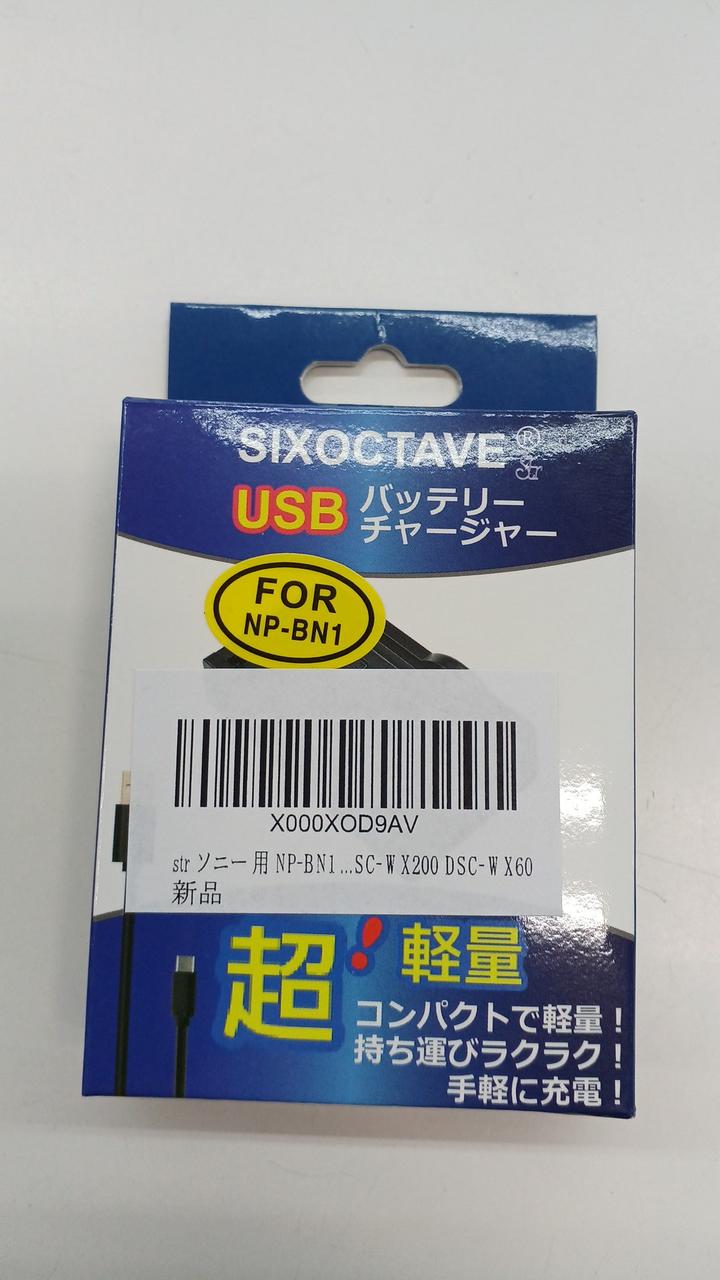 SIXOCTAVE®
Str
USB バッテリー
チャージャー
FOR
NP-BN1
X000XOD9AV
str ソニー用 NP-BN1...SC-WX200 DSC-WX60
新品
超!軽量
コンパクトで軽量！
持ち運びラクラク！
手軽に充電！